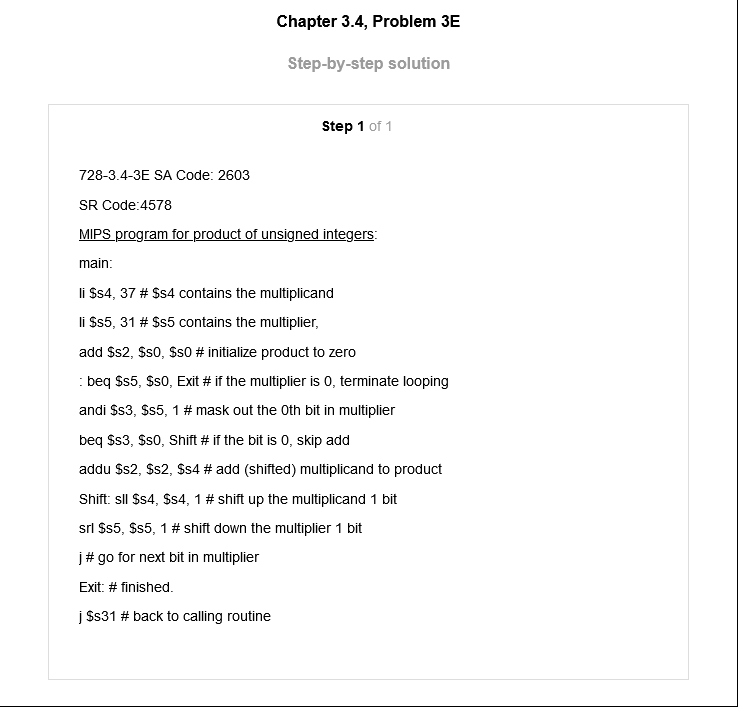 Chapter 3.4, Problem 3E
Step-by-step solution
Step 1 of 1
728-3.4-3E SA Code: 2603
SR Code:4578
MIPS program for product of unsigned integers:
main:
li $s4, 37 # $s4 contains the multiplicand
li $s5, 31 # $s5 contains the multiplier,
add $s2, $s0, $s0 # initialize product to zero
: beq $s5, $s0, Exit # if the multiplier is 0, terminate looping
andi $s3, $s5, 1 # mask out the 0th bit in multiplier
beq $s3, $s0, Shift # if the bit is 0, skip add
addu $s2, $s2, $s4 # add (shifted) multiplicand to product
Shift: sll $s4, $s4, 1 # shift up the multiplicand 1 bit
srl $s5, $s5, 1 # shift down the multiplier 1 bit
j # go for next bit in multiplier
Exit: # finished.
j $s31 # back to calling routine